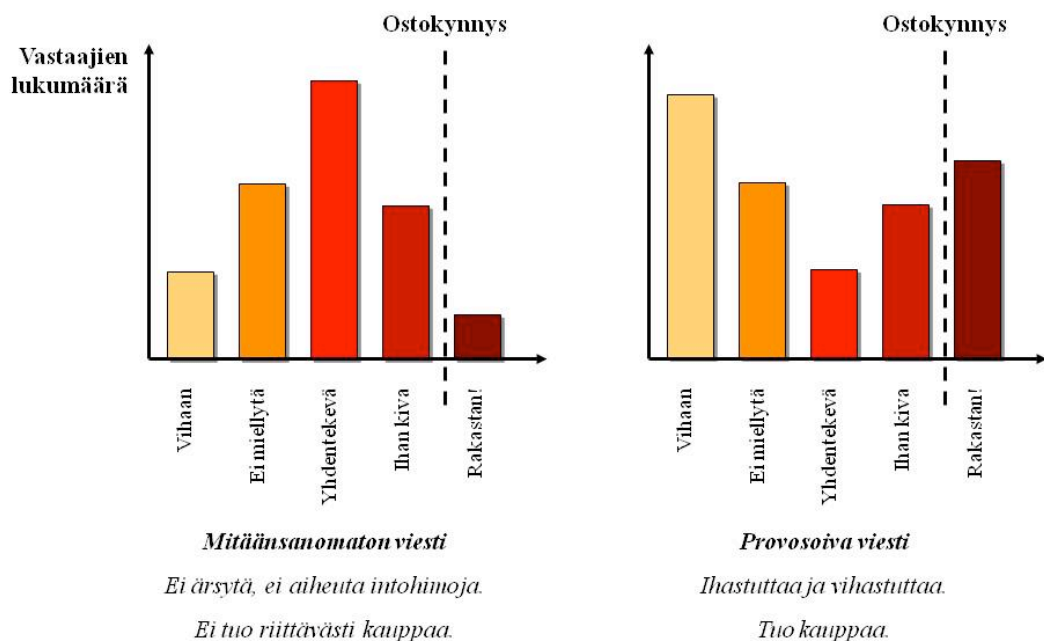 Ostokynnys
Vastaajien
lukumäärä
Vihaan
Ei miellytä
Yhdentekevä
Ihan kiva
Rakastan!
Mitäänsanomaton viesti
Ei ärsytä, ei aiheuta intohimoja.
Ei tuo riittävästi kauppaa.
Ostokynnys
Vihaan
Ei miellytä
Yhdentekevä
Ihan kiva
Rakastan!
Provosoiva viesti
Ihastuttaa ja vihastuttaa.
Tuo kauppaa.